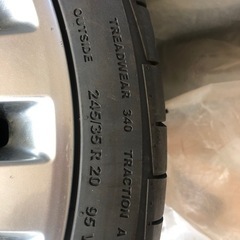 TREADWEAR 340 TRACTION A
OUTSIDE
245/35 R 20 95